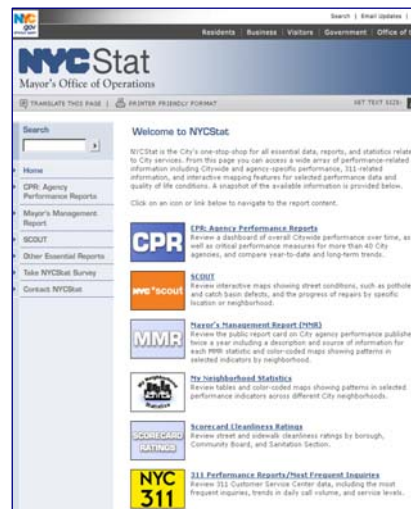 NYC
gov
Search | Email Updates |
Residents | Business | Visitors | Government | Office of t
NYCStat
Mayor's Office of Operations
TRANSLATE THIS PAGE | PRINTER FRIENDLY FORMAT
SET TEXT SIZE:
Search
Home
CPR: Agency
Performance Reports
Mayor's Management
Report
SCOUT
Other Essential Reports
Take NYCStat Survey
Contact NYCStat
Welcome to NYCStat
NYCStat is the City's one-stop-shop for all essential data, reports, and statistics relate
to City services. From this page you can access a wide array of performance-related
information including Citywide and agency-specific performance, 311-related
information, and interactive mapping features for selected performance data and
quality of life conditions. A snapshot of the available information is provided below.
Click on an icon or link below to navigate to the report content.
CPR
CPR: Agency Performance Reports
Review a dashboard of overall Citywide performance over time, as
well as critical performance measures for more than 40 City
agencies, and compare year-to-date and long-term trends.
NYC*scout
SCOUT
Review interactive maps showing street conditions, such as pothole
and catch basin defects, and the progress of repairs by specific
location or neighborhood.
MMR
Mayor's Management Report (MMR)
Review the public report card on City agency performance publishe
twice a year including a description and source of information for
each MMR statistic and color-coded maps showing patterns in
selected indicators by neighborhood.
My Neighborhood
Statistics
My Neighborhood Statistics
Review tables and color-coded maps showing patterns in selected
performance indicators across different City neighborhoods.
SCORECARD
RATINGS
Scorecard Cleanliness Ratings
Review street and sidewalk cleanliness ratings by borough,
Community Board, and Sanitation Section.
NYC
311
311 Performance Reports/Most Frequent Inquiries
Review 311 Customer Service Center data, including the most
frequent inquiries, trends in daily call volume, and service levels.